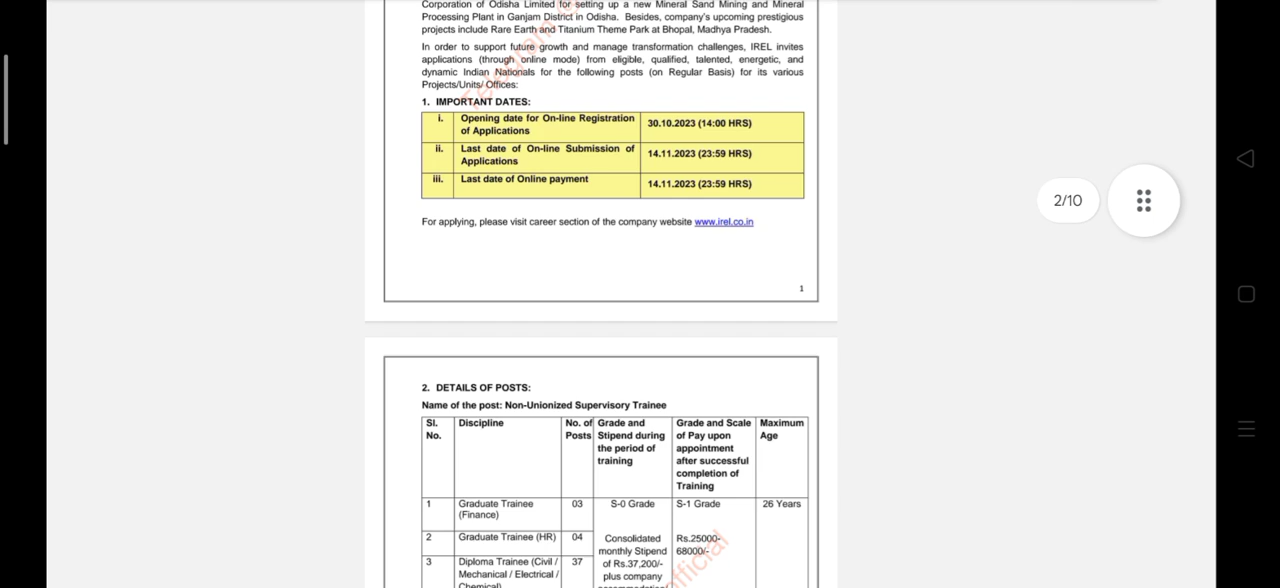 Corporation of Odisha Limited for setting up a new Mineral Sand Mining and Mineral
Processing Plant in Ganjam District in Odisha. Besides, company's upcoming prestigious
projects include Rare Earth and Titanium Theme Park at Bhopal, Madhya Pradesh.
In order to support future growth and manage transformation challenges, IREL invites
applications (through online mode) from eligible, qualified, talented, energetic, and
dynamic Indian Nationals for the following posts (on Regular Basis) for its various
Projects/Units/ Offices:
1. IMPORTANT DATES:
i. Opening date for On-line Registration of Applications 30.10.2023 (14:00 HRS)
ii. Last date of On-line Submission of Applications 14.11.2023 (23:59 HRS)
iii. Last date of Online payment 14.11.2023 (23:59 HRS)
For applying, please visit career section of the company website www.irel.co.in
1
2/10
2. DETAILS OF POSTS:
Name of the post: Non-Unionized Supervisory Trainee
Sl. No.
Discipline
No. of Posts
Grade and Stipend during the period of training
Grade and Scale of Pay upon appointment after successful completion of Training
Maximum Age
1 Graduate Trainee (Finance) 03 S-0 Grade S-1 Grade 26 Years
2 Graduate Trainee (HR) 04
Consolidated monthly Stipend of Rs.37,200/- plus company
Rs.25000-68000/-
3 Diploma Trainee (Civil / Mechanical / Electrical / Chemical) 37
Telegram
official